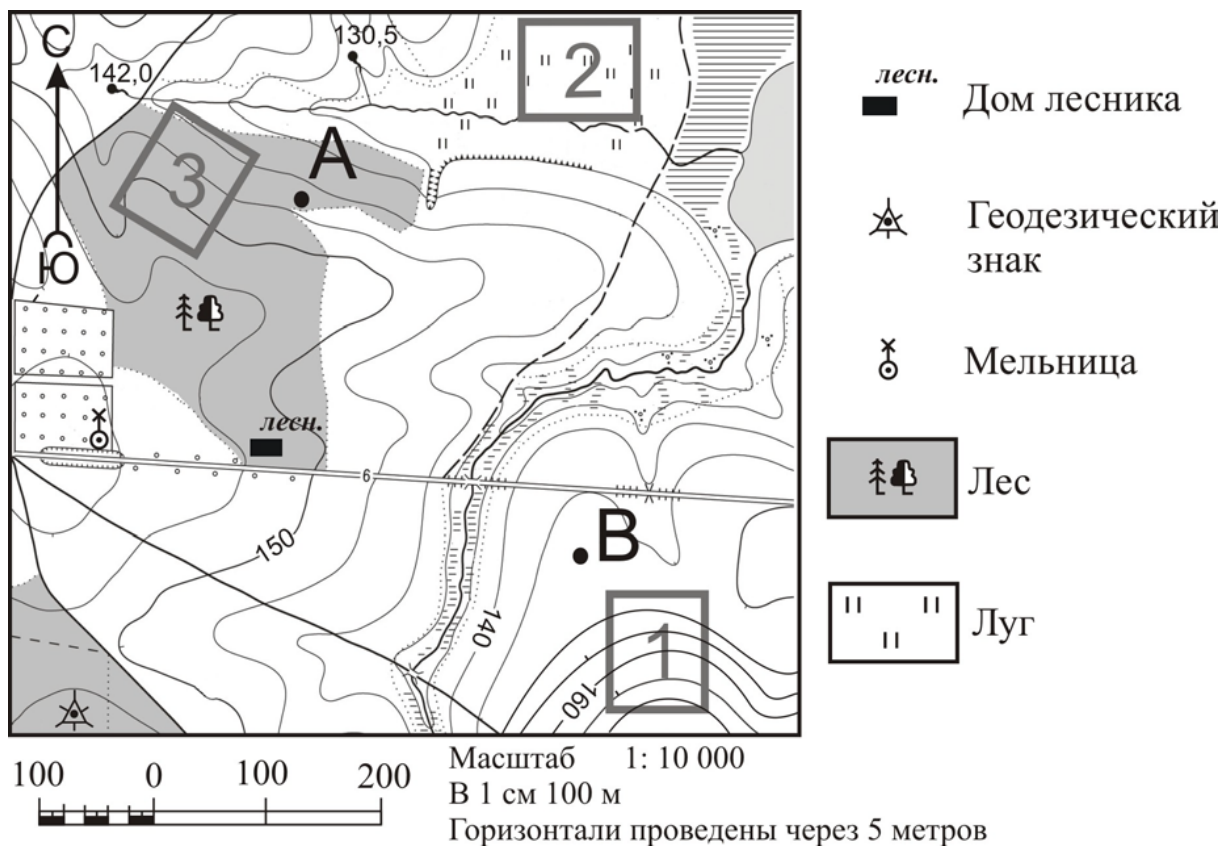 С
142,0
130,5
2
3
А
Ю
лесн.
6
150
В
140
1
160
лесн.
Дом лесника
Геодезический
знак
Мельница
Лес
Луг
100 0 100 200
Масштаб 1: 10 000
В 1 см 100 м
Горизонтали проведены через 5 метров